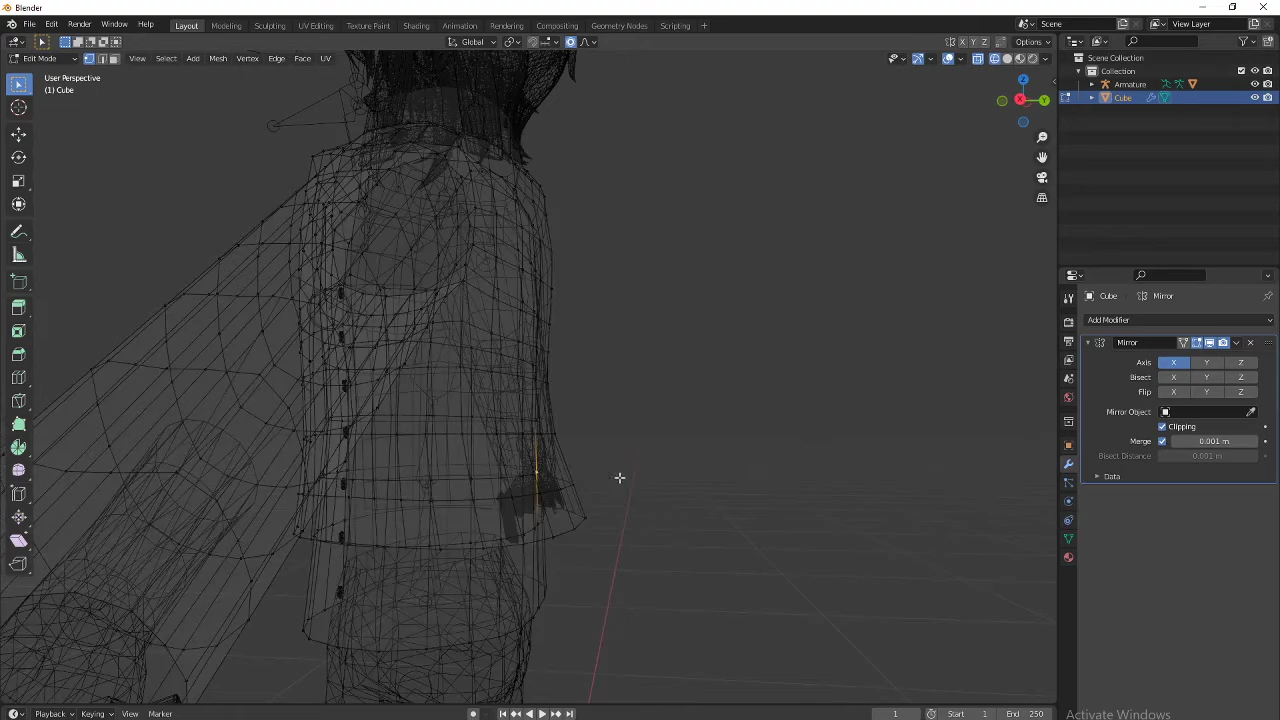 Blender
File Edit Render Window Help Layout Modeling Sculpting UV Editing Texture Paint Shading Animation Rendering Compositing Geometry Nodes Scripting + Scene View Layer
Global X Y Z Options
Edit Mode View Select Add Mesh Vertex Edge Face UV
Scene Collection
Collection
Armature
Cube
User Perspective
(1) Cube
Z
X
Y
Cube Mirror
Add Modifier
Mirror
Axis X Y Z
Bisect X Y Z
Flip X Y Z
Mirror Object
Clipping
Merge 0.001 m
Bisect Distance 0.001 m
Data
Playback Keying View Marker 1 Start 1 End 250
Activate Windows